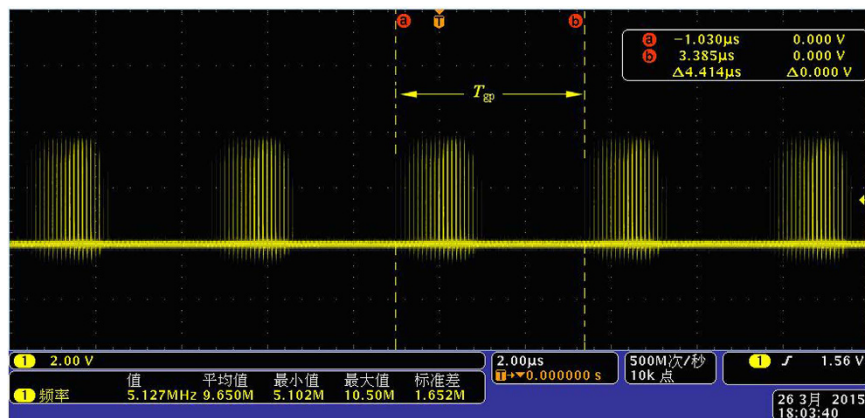 a T b
a -1.030μs 0.000 V
b 3.385μs 0.000 V
Δ4.414μs Δ0.000 V
Tgp
1 2.00 V
2.00μs
T→▼0.000000 s
500M次/秒
10k 点
1 1.56 V
值 平均值 最小值 最大值 标准差
1 频率 5.127MHz 9.650M 5.102M 10.50M 1.652M
26 3月 2015
18:03:40